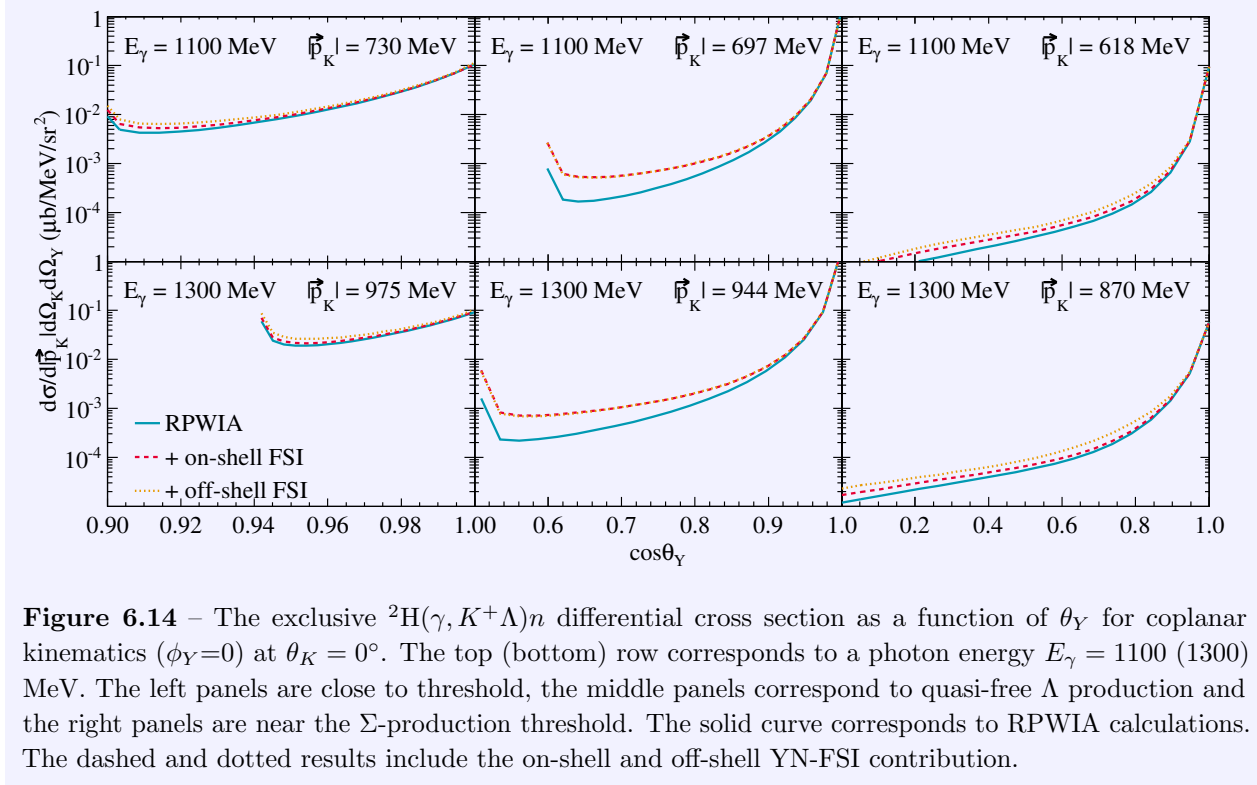 1
10⁻¹
10⁻²
10⁻³
10⁻⁴
E_γ = 1100 MeV |p⃗_K| = 730 MeV
E_γ = 1100 MeV |p⃗_K| = 697 MeV
E_γ = 1100 MeV |p⃗_K| = 618 MeV
dσ/d|p⃗_K|dΩ_K dΩ_Y (μb/MeV/sr²)
1
10⁻¹
10⁻²
10⁻³
10⁻⁴
E_γ = 1300 MeV |p⃗_K| = 975 MeV
E_γ = 1300 MeV |p⃗_K| = 944 MeV
E_γ = 1300 MeV |p⃗_K| = 870 MeV
RPWIA
+ on-shell FSI
+ off-shell FSI
0.90 0.92 0.94 0.96 0.98 1.00 0.6 0.7 0.8 0.9 1.0 0.2 0.4 0.6 0.8 1.0
cosθ_Y
Figure 6.14 – The exclusive ²H(γ, K⁺Λ)n differential cross section as a function of θ_Y for coplanar
kinematics (ϕ_Y=0) at θ_K = 0°. The top (bottom) row corresponds to a photon energy E_γ = 1100 (1300)
MeV. The left panels are close to threshold, the middle panels correspond to quasi-free Λ production and
the right panels are near the Σ-production threshold. The solid curve corresponds to RPWIA calculations.
The dashed and dotted results include the on-shell and off-shell YN-FSI contribution.